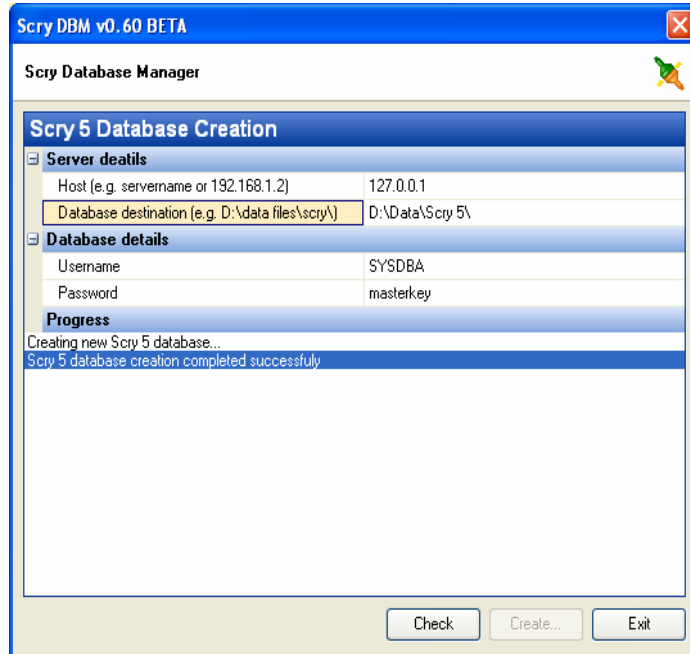 Scry DBM v0.60 BETA
Scry Database Manager
Scry 5 Database Creation
Server deatils
Host (e.g. servername or 192.168.1.2) 127.0.0.1
Database destination (e.g. D:\data files\scry\) D:\Data\Scry 5\
Database details
Username SYSDBA
Password masterkey
Progress
Creating new Scry 5 database...
Scry 5 database creation completed successfuly
Check Create... Exit